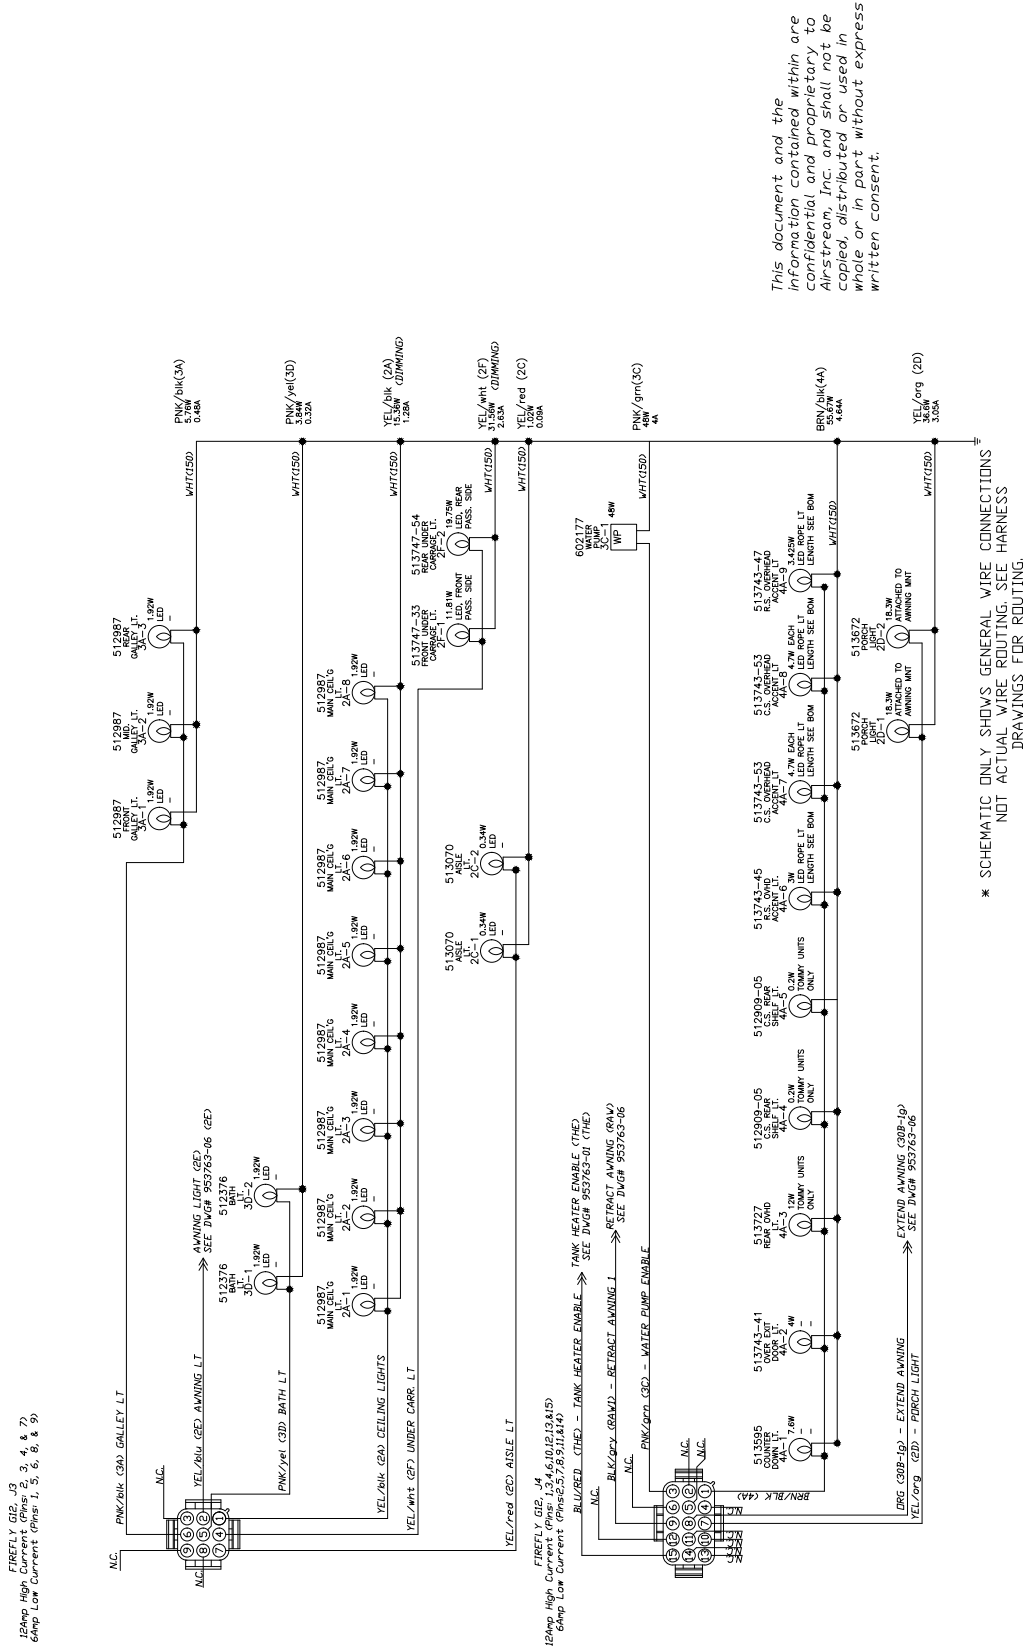 FIREFLY G12, J3
12Amp High Current (Pins: 2, 3, 4, & 7)
6Amp Low Current (Pins: 1, 5, 6, 8, & 9)
N.C.
PNK/blk (3A) GALLEY LT
N.C.
YEL/blu (2E) AWNING LT
AWNING LIGHT (2E)
SEE DWG# 953763-06 (2E)
PNK/yel (3D) BATH LT
YEL/blk (2A) CEILING LIGHTS
YEL/wht (2F) UNDER CARR. LT
YEL/red (2C) AISLE LT
N.C.
3
2
1
6
5
4
9
8
7
512987
FRONT
GALLEY LT.
3A-1
1.92W
LED
512987
MID.
GALLEY LT.
3A-2
1.92W
LED
512987
REAR
GALLEY LT.
3A-3
1.92W
LED
WHT(150)
PNK/blk(3A)
5.76W
0.48A
512376
BATH
LT.
3D-1
1.92W
LED
512376
BATH
LT.
3D-2
1.92W
LED
WHT(150)
PNK/yel(3D)
3.84W
0.32A
512987
MAIN CEIL'G
LT.
2A-1
1.92W
LED
512987
MAIN CEIL'G
LT.
2A-2
1.92W
LED
512987
MAIN CEIL'G
LT.
2A-3
1.92W
LED
512987
MAIN CEIL'G
LT.
2A-4
1.92W
LED
512987
MAIN CEIL'G
LT.
2A-5
1.92W
LED
512987
MAIN CEIL'G
LT.
2A-6
1.92W
LED
512987
MAIN CEIL'G
LT.
2A-7
1.92W
LED
512987
MAIN CEIL'G
LT.
2A-8
1.92W
LED
WHT(150)
YEL/blk (2A)
15.36W (DIMMING)
1.28A
513747-33
FRONT UNDER
CARRAGE LT.
2F-1
11.81W
LED, FRONT
PASS. SIDE
513747-54
REAR UNDER
CARRAGE LT.
2F-2
19.75W
LED, REAR
PASS. SIDE
WHT(150)
YEL/wht (2F)
31.56W (DIMMING)
2.63A
513070
AISLE
LT.
2C-1
0.34W
LED
513070
AISLE
LT.
2C-2
0.34W
LED
WHT(150)
YEL/red (2C)
1.02W
0.09A
FIREFLY G12, J4
12Amp High Current (Pins: 1,3,4,6,10,12,13,&15)
6Amp Low Current (Pins:2,5,7,8,9,11,&14)
BLU/RED (THE) - TANK HEATER ENABLE
TANK HEATER ENABLE (THE)
SEE DWG# 953763-01 (THE)
N.C.
BLK/gry (RAW1) - RETRACT AWNING 1
RETRACT AWNING (RAW)
SEE DWG# 953763-06
N.C.
PNK/grn (3C) - WATER PUMP ENABLE
602177
WATER
PUMP
3C-1
48W
WP
WHT(150)
PNK/grn(3C)
48W
4A
N.C.
N.C.
3
2
1
6
5
4
9
8
7
12
11
10
15
14
13
N.C.
N.C.
N.C.
N.C.
BRN/BLK (4A)
513595
COUNTER
DOWN LT.
4A-1
7.6W
513743-41
OVER EXIT
DOOR LT.
4A-2
4W
513727
REAR OVHD
LT.
4A-3
12W
TOMMY UNITS
ONLY
512909-05
C.S. REAR
SHELF LT.
4A-4
0.2W
TOMMY UNITS
ONLY
512909-05
C.S. REAR
SHELF LT.
4A-5
0.2W
TOMMY UNITS
ONLY
513743-45
R.S. OVHD
ACCENT LT
4A-6
3W
LED ROPE LT
LENGTH SEE BOM
513743-53
C.S. OVERHEAD
ACCENT LT
4A-7
4.7W EACH
LED ROPE LT
LENGTH SEE BOM
513743-53
C.S. OVERHEAD
ACCENT LT
4A-8
4.7W EACH
LED ROPE LT
LENGTH SEE BOM
513743-47
R.S. OVERHEAD
ACCENT LT
4A-9
3.425W
LED ROPE LT
LENGTH SEE BOM
WHT(150)
BRN/blk(4A)
55.67W
4.64A
ORG (30B-1g) - EXTEND AWNING
EXTEND AWNING (30B-1g)
SEE DWG# 953763-06
YEL/org (2D) - PORCH LIGHT
513672
PORCH
LIGHT
2D-1
18.3W
ATTACHED TO
AWNING MNT
513672
PORCH
LIGHT
2D-2
18.3W
ATTACHED TO
AWNING MNT
YEL/org (2D)
36.6W
3.05A
This document and the
information contained within are
confidential and proprietary to
Airstream, Inc. and shall not be
copied, distributed or used in
whole or in part without express
written consent.
* SCHEMATIC ONLY SHOWS GENERAL WIRE CONNECTIONS
NOT ACTUAL WIRE ROUTING. SEE HARNESS
DRAWINGS FOR ROUTING.